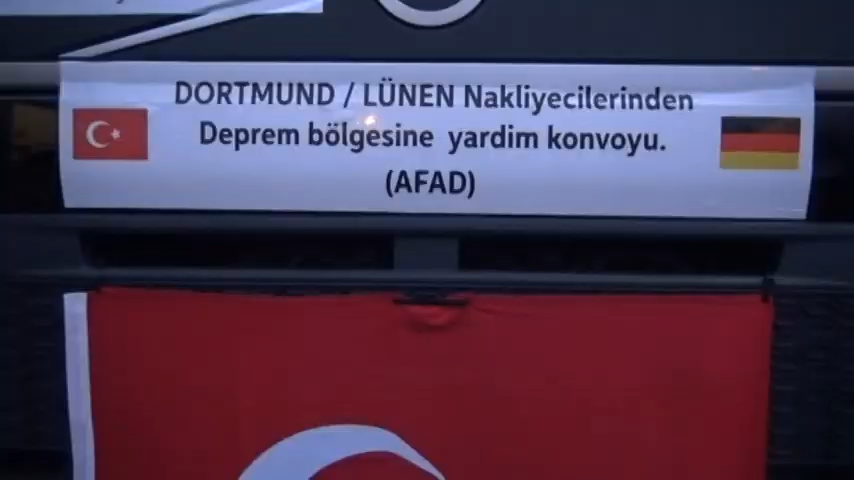 DORTMUND / LÜNEN Nakliyecilerinden
Deprem bölgesine yardim konvoyu.
(AFAD)